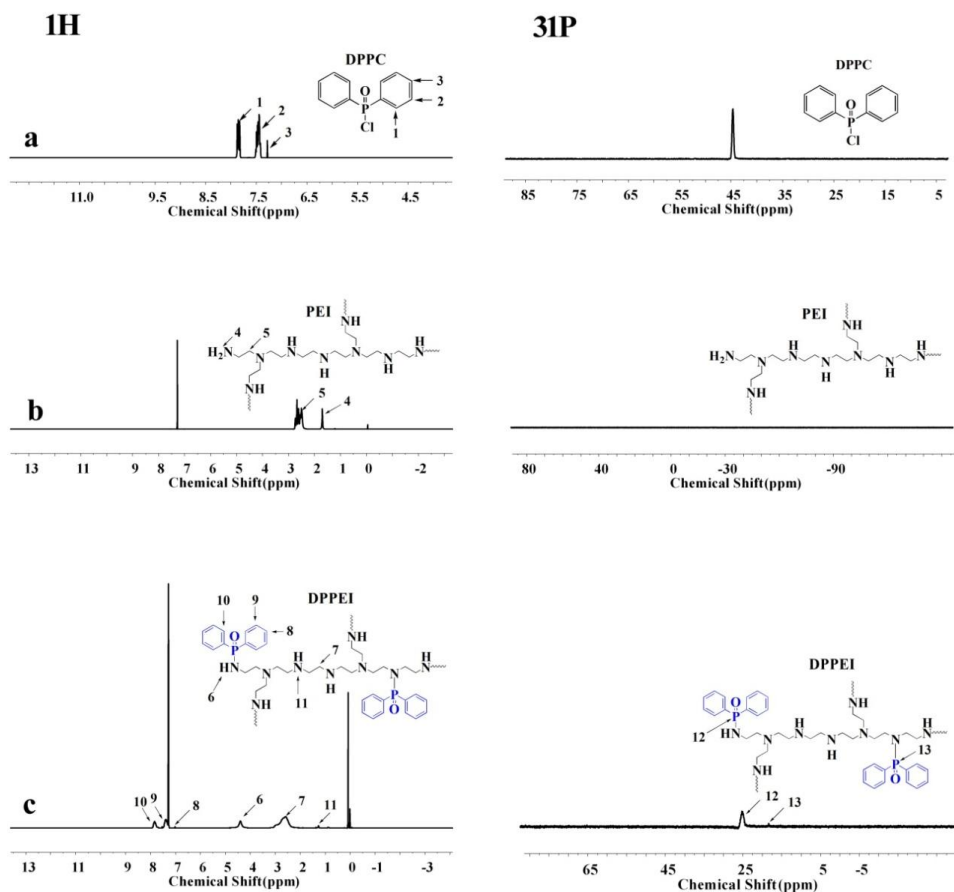 1H
31P
DPPC
O
P
Cl
1
2
3
1
2
3
a
11.0 9.5 8.5 7.5 6.5 5.5 4.5
Chemical Shift(ppm)
DPPC
O
P
Cl
85 75 65 55 45 35 25 15 5
Chemical Shift(ppm)
PEI
NH
4
5
H2N
N
H
N
N
H
N
H
N
N
H
N
NH
5
4
b
13 11 9 8 7 6 5 4 3 2 1 0 -2
Chemical Shift(ppm)
PEI
NH
H2N
N
H
N
N
H
N
H
N
N
H
N
NH
80 40 0 -30 -90
Chemical Shift(ppm)
DPPEI
10
9
8
O
P
HN
6
N
H
N
11
N
H
7
NH
N
N
P
O
H
N
NH
10
9
8
6
7
11
c
13 11 9 8 7 6 5 4 3 2 1 0 -1 -3
Chemical Shift(ppm)
DPPEI
O
P
12
HN
N
H
N
N
H
NH
N
N
P
O
13
H
N
NH
12
13
65 45 25 5 -5
Chemical Shift(ppm)